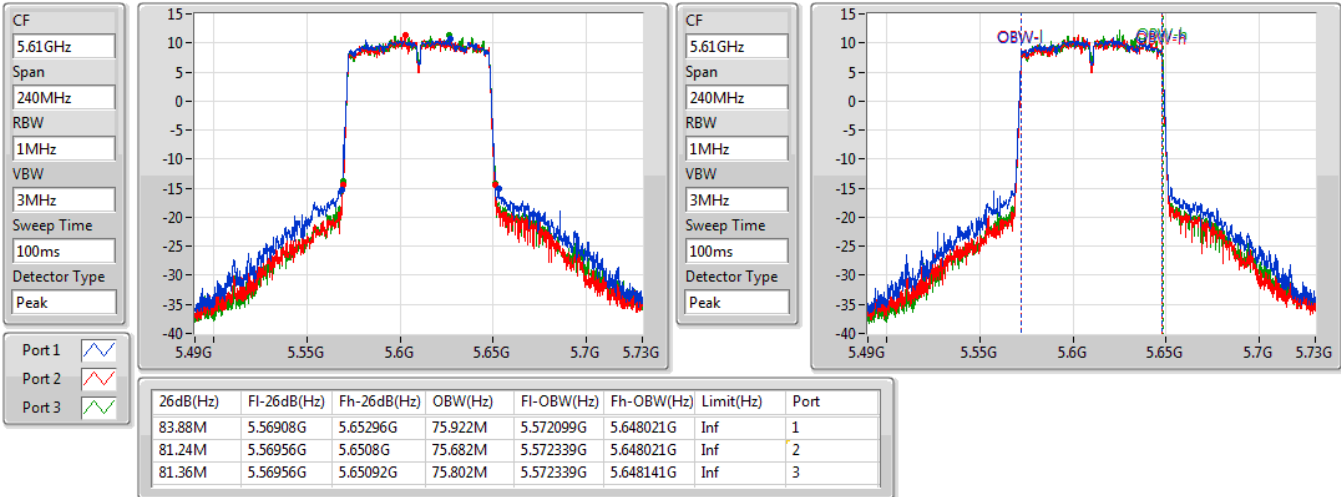 CF
5.61GHz
Span
240MHz
RBW
1MHz
VBW
3MHz
Sweep Time
100ms
Detector Type
Peak
15
10
5
0
-5
-10
-15
-20
-25
-30
-35
-40
5.49G 5.55G 5.6G 5.65G 5.7G 5.73G
CF
5.61GHz
Span
240MHz
RBW
1MHz
VBW
3MHz
Sweep Time
100ms
Detector Type
Peak
15
10
5
0
-5
-10
-15
-20
-25
-30
-35
-40
OBW-l OBW-h
5.49G 5.55G 5.6G 5.65G 5.7G 5.73G
Port 1
Port 2
Port 3
26dB(Hz) Fl-26dB(Hz) Fh-26dB(Hz) OBW(Hz) Fl-OBW(Hz) Fh-OBW(Hz) Limit(Hz) Port
83.88M 5.56908G 5.65296G 75.922M 5.572099G 5.648021G Inf 1
81.24M 5.56956G 5.6508G 75.682M 5.572339G 5.648021G Inf 2
81.36M 5.56956G 5.65092G 75.802M 5.572339G 5.648141G Inf 3